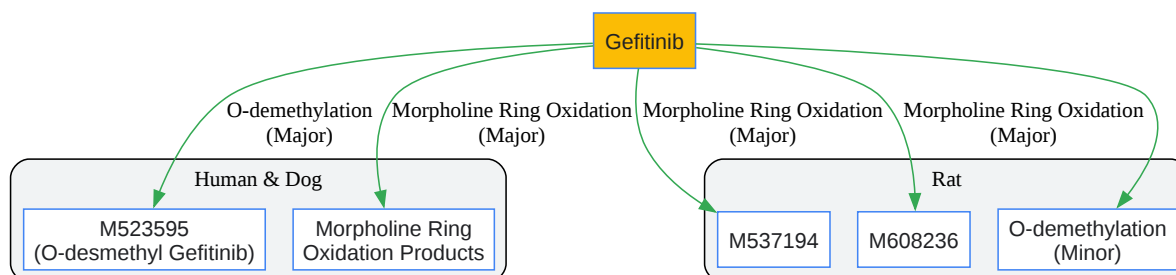 Gefitinib
O-demethylation
(Major)
Morpholine Ring Oxidation
(Major)
Morpholine Ring Oxidation
(Major)
Morpholine Ring Oxidation
(Major)
Human & Dog
M523595
(O-desmethyl Gefitinib)
Morpholine Ring
Oxidation Products
Rat
M537194
M608236
O-demethylation
(Minor)